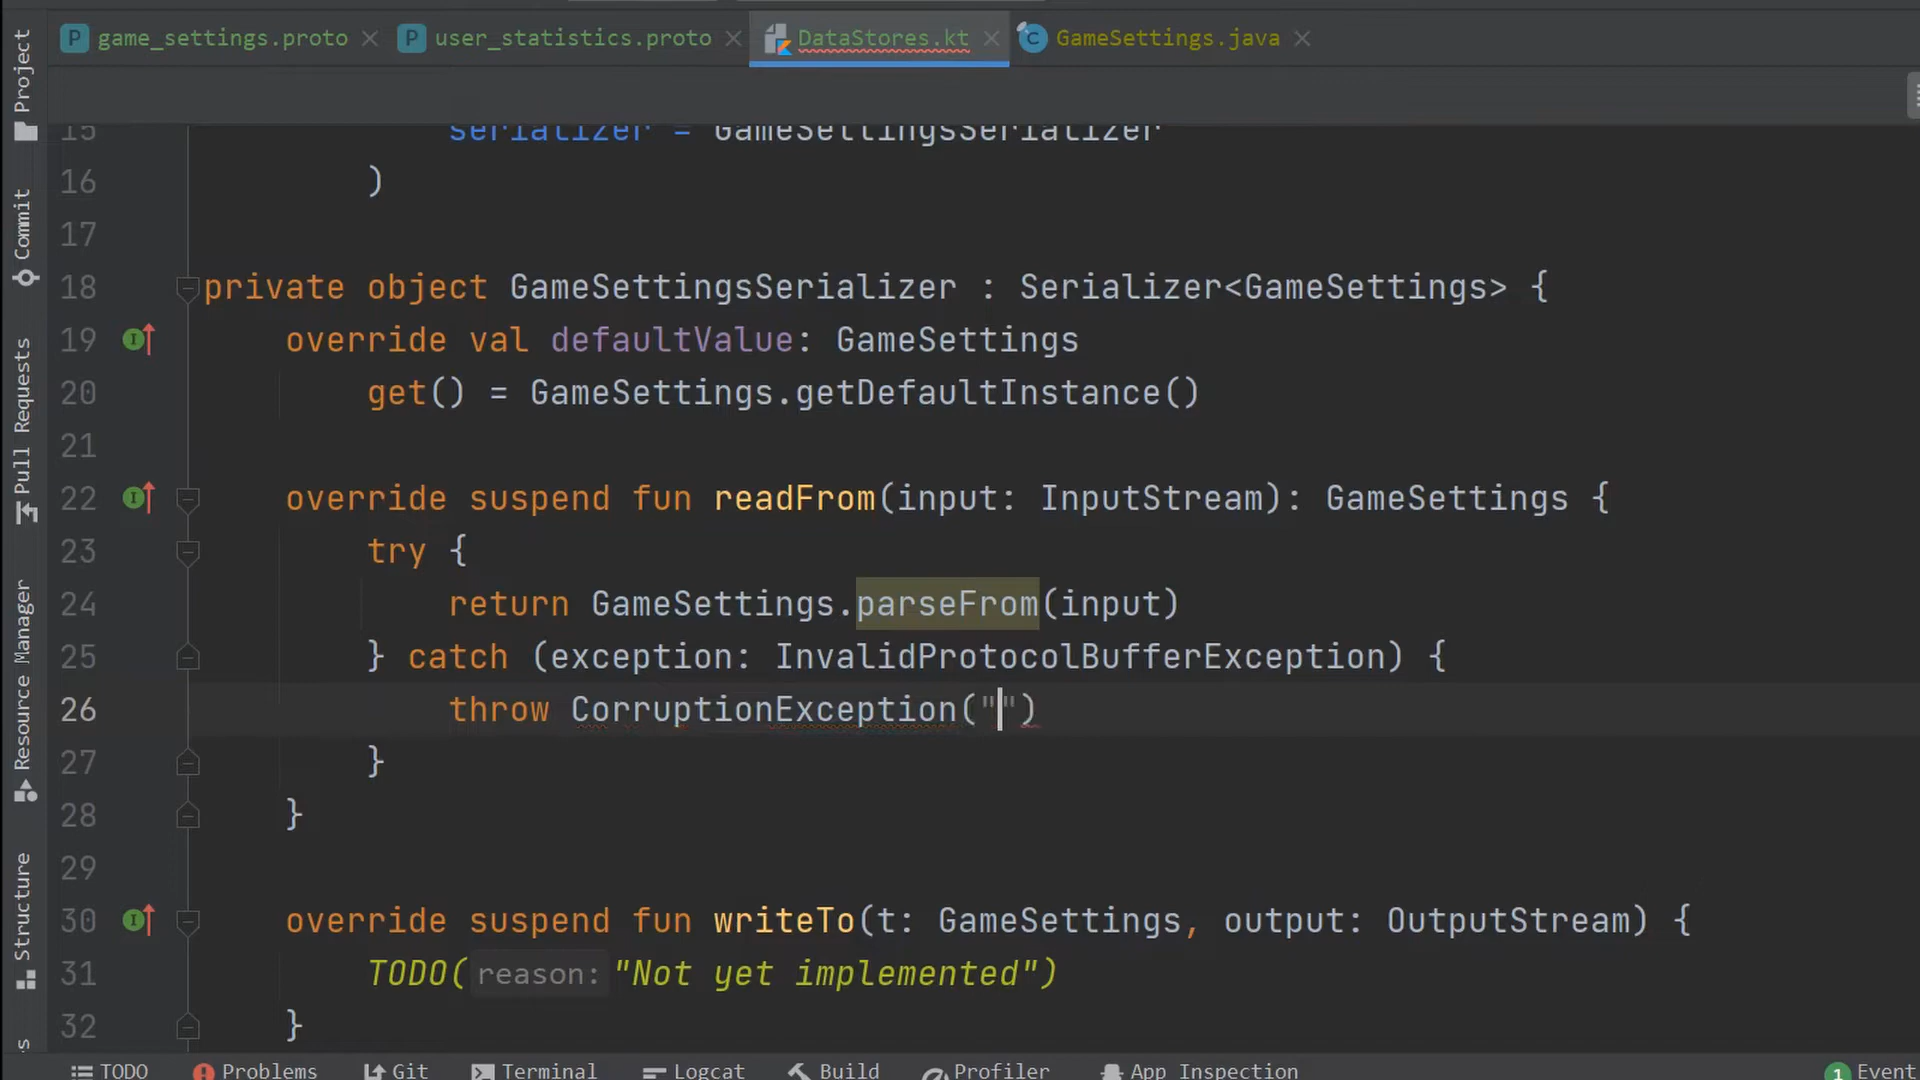 game_settings.proto
user_statistics.proto
DataStores.kt
GameSettings.java
Project
Commit
Pull Requests
Resource Manager
Structure
15 serializer = GameSettingsSerializer
16 )
17
18 private object GameSettingsSerializer : Serializer<GameSettings> {
19 override val defaultValue: GameSettings
20 get() = GameSettings.getDefaultInstance()
21
22 override suspend fun readFrom(input: InputStream): GameSettings {
23 try {
24 return GameSettings.parseFrom(input)
25 } catch (exception: InvalidProtocolBufferException) {
26 throw CorruptionException("")
27 }
28 }
29
30 override suspend fun writeTo(t: GameSettings, output: OutputStream) {
31 TODO( reason: "Not yet implemented")
32 }
TODO
Problems
Git
Terminal
Logcat
Build
Profiler
App Inspection
1 Event